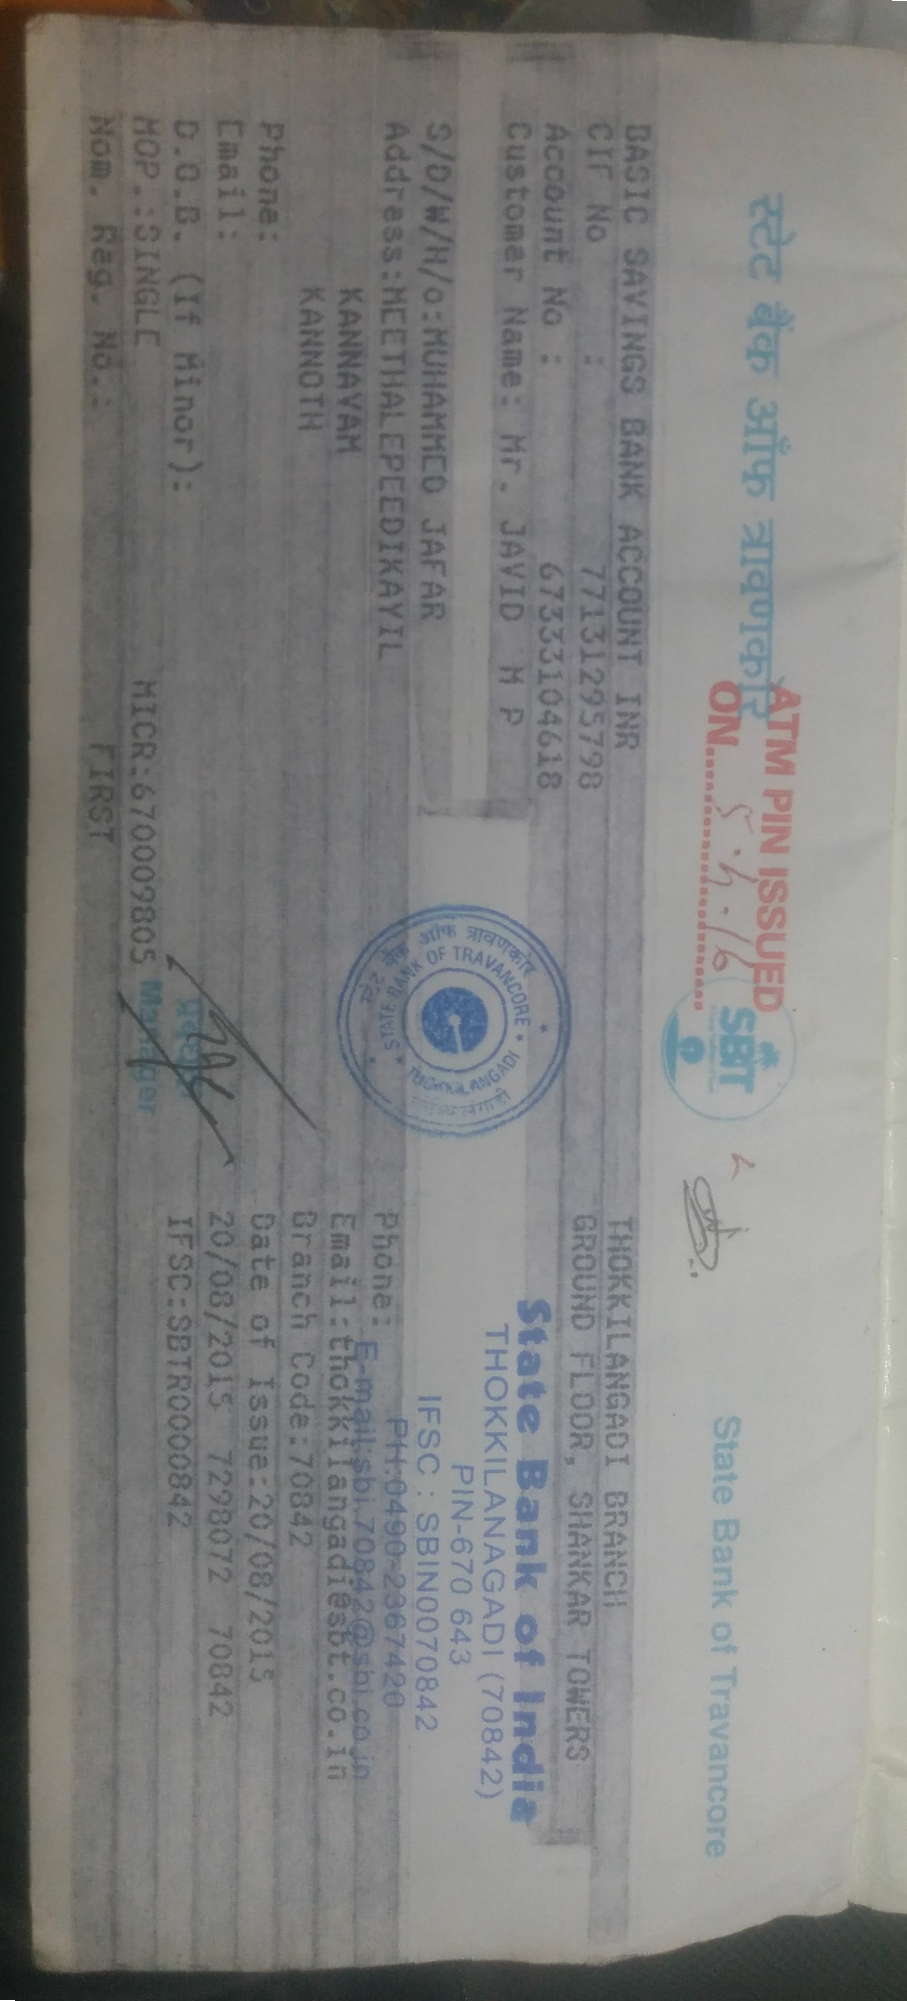 स्टेट बैंक ऑफ त्रावणकोर
State Bank of Travancore
ATM PIN ISSUED
ON............
5.4.16
SBT
BASIC SAVINGS BANK ACCOUNT INR
CIF No : 77131295798
Account No : 67333104618
Customer Name: Mr. JAVID M P
S/D/W/H/o:MUHAMMED JAFAR
Address:MEETHALEPEEDIKAYIL
KANNAVAM
KANNOTH
Phone:
Email:
D.O.B. (If Minor):
MOP.:SINGLE
MICR:670009805
Nom. Reg. No.:
FIRST
THOKKILANGADI BRANCH
GROUND FLOOR, SHANKAR TOWERS
State Bank of India
THOKKILANAGADI (70842)
PIN-670 643
IFSC : SBIN0070842
PH:0490-2367420
E-mail:sbi.70842@sbi.co.in
Phone:
Email:thokkilangadi@sbt.co.in
Branch Code:70842
Date of Issue:20/08/2015
20/08/2015 7298072 70842
IFSC:SBTR0000842
स्टेट बैंक ऑफ त्रावणकोर
STATE BANK OF TRAVANCORE
THOKKILANGADI
Manager